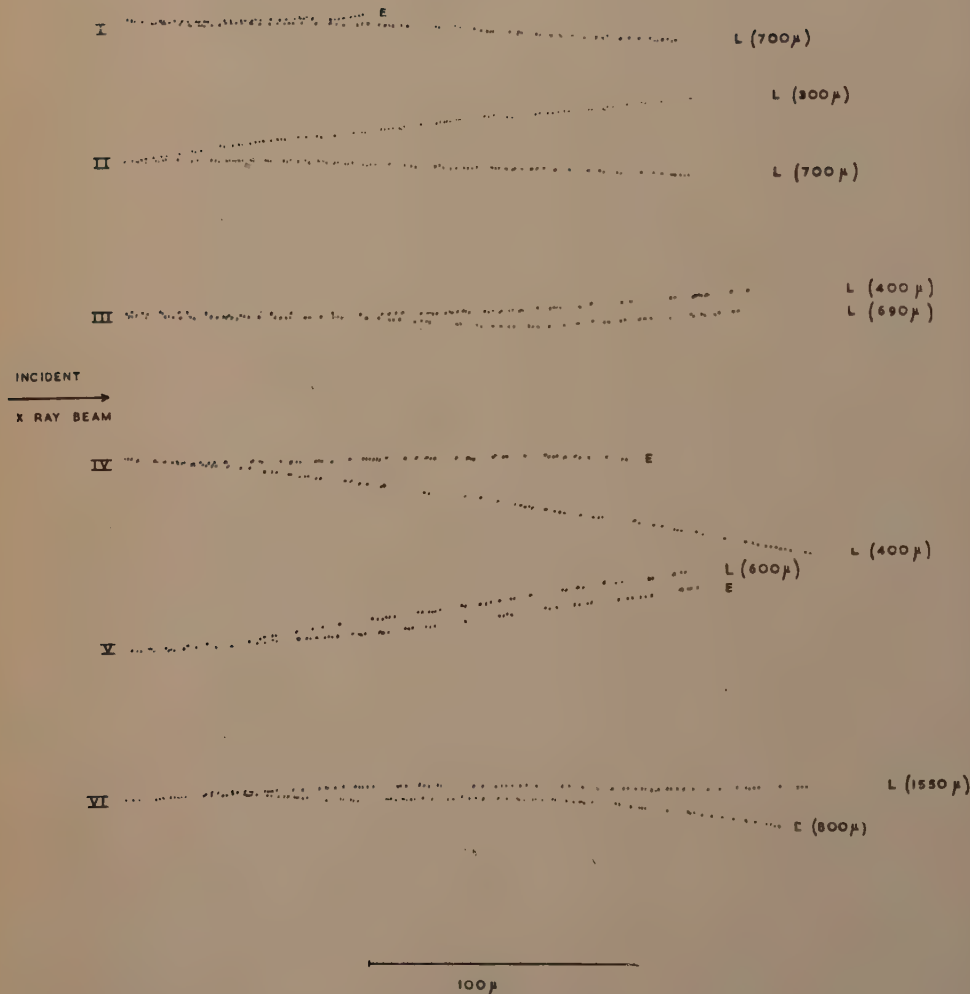 E
I
L (700μ)
L (300μ)
II
L (700μ)
L (400μ)
III
L (690μ)
INCIDENT
X RAY BEAM
IV
E
L (400μ)
L (600μ)
E
V
L (1550μ)
VI
E (800μ)
100μ